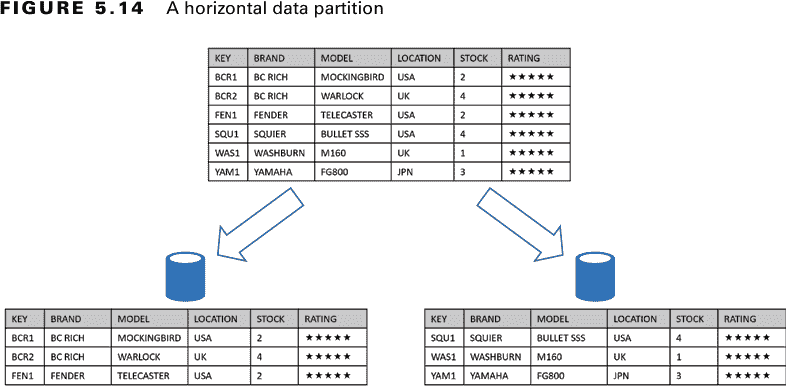 FIGURE 5.14 A horizontal data partition
KEY BRAND MODEL LOCATION STOCK RATING
BCR1 BC RICH MOCKINGBIRD USA 2 ★★★★★
BCR2 BC RICH WARLOCK UK 4 ★★★★★
FEN1 FENDER TELECASTER USA 2 ★★★★★
SQU1 SQUIER BULLET SSS USA 4 ★★★★★
WAS1 WASHBURN M160 UK 1 ★★★★★
YAM1 YAMAHA FG800 JPN 3 ★★★★★
KEY BRAND MODEL LOCATION STOCK RATING
BCR1 BC RICH MOCKINGBIRD USA 2 ★★★★★
BCR2 BC RICH WARLOCK UK 4 ★★★★★
FEN1 FENDER TELECASTER USA 2 ★★★★★
KEY BRAND MODEL LOCATION STOCK RATING
SQU1 SQUIER BULLET SSS USA 4 ★★★★★
WAS1 WASHBURN M160 UK 1 ★★★★★
YAM1 YAMAHA FG800 JPN 3 ★★★★★